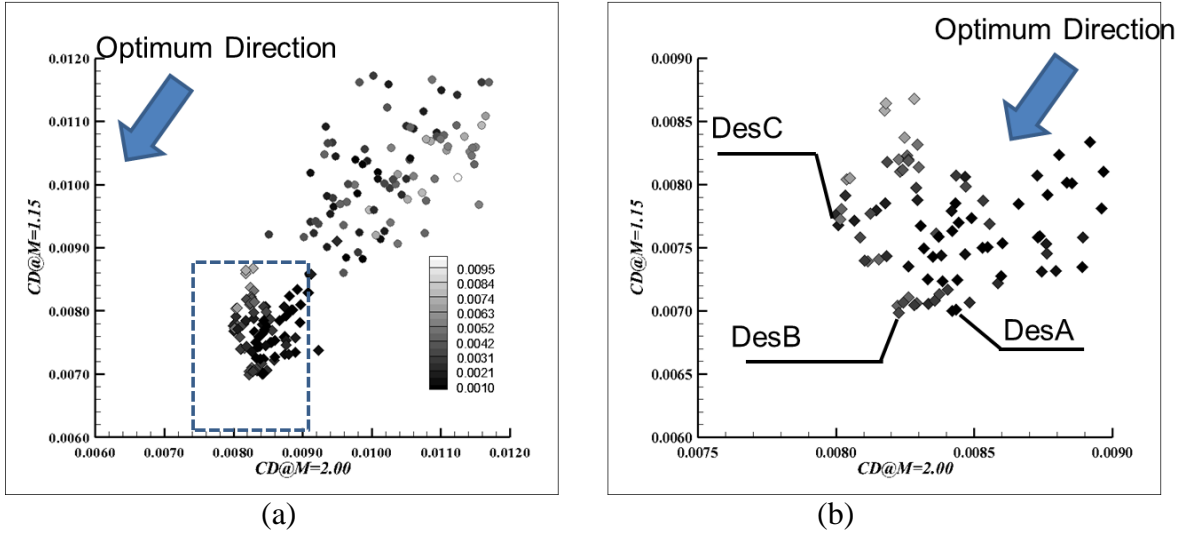 Optimum Direction
0.0120
0.0110
0.0100
0.0090
0.0080
0.0070
0.0060
CD@M=1.15
0.0095
0.0084
0.0074
0.0063
0.0052
0.0042
0.0031
0.0021
0.0010
0.0060 0.0070 0.0080 0.0090 0.0100 0.0110 0.0120
CD@M=2.00
(a)
Optimum Direction
0.0090
0.0085
0.0080
0.0075
0.0070
0.0065
0.0060
CD@M=1.15
DesC
DesB
DesA
0.0075 0.0080 0.0085 0.0090
CD@M=2.00
(b)